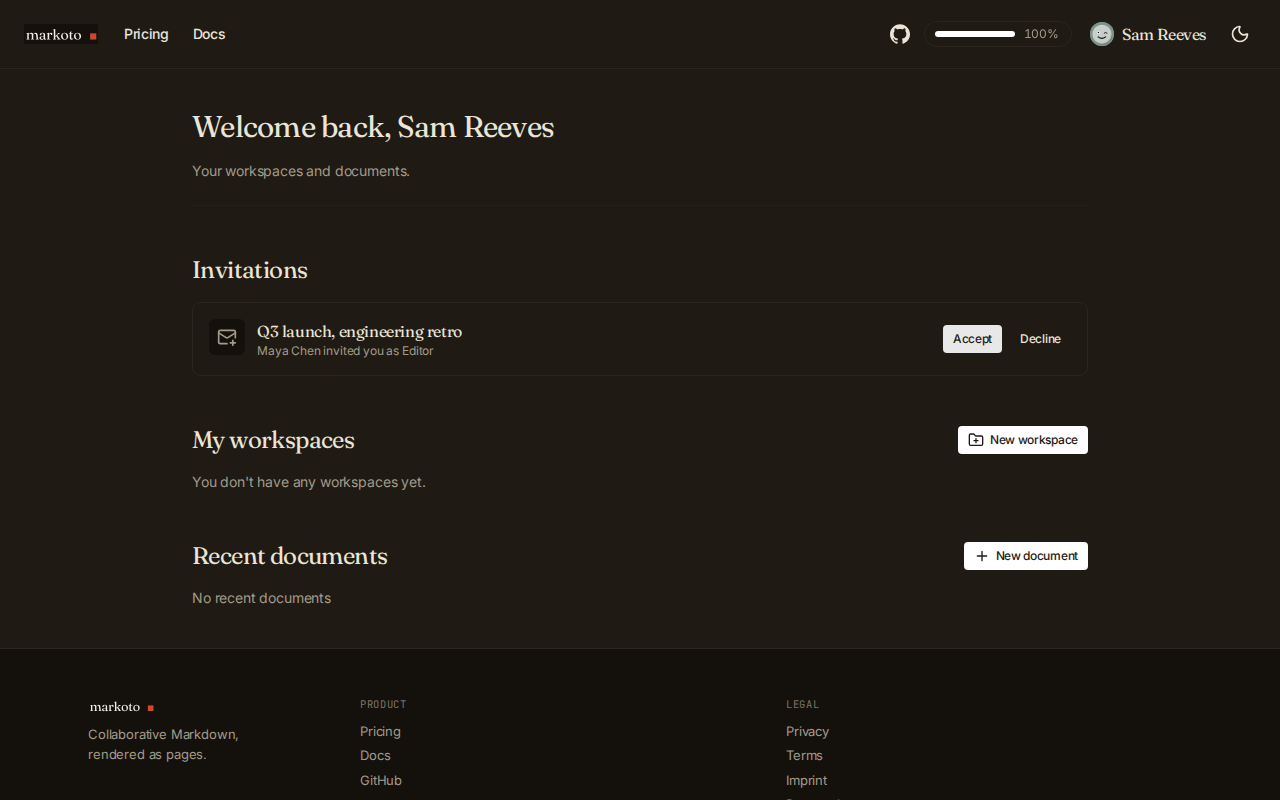 markoto
Pricing
Docs
100%
Sam Reeves
Welcome back, Sam Reeves
Your workspaces and documents.
Invitations
Q3 launch, engineering retro
Maya Chen invited you as Editor
Accept
Decline
My workspaces
New workspace
You don't have any workspaces yet.
Recent documents
New document
No recent documents
markoto
Collaborative Markdown,
rendered as pages.
PRODUCT
Pricing
Docs
GitHub
LEGAL
Privacy
Terms
Imprint